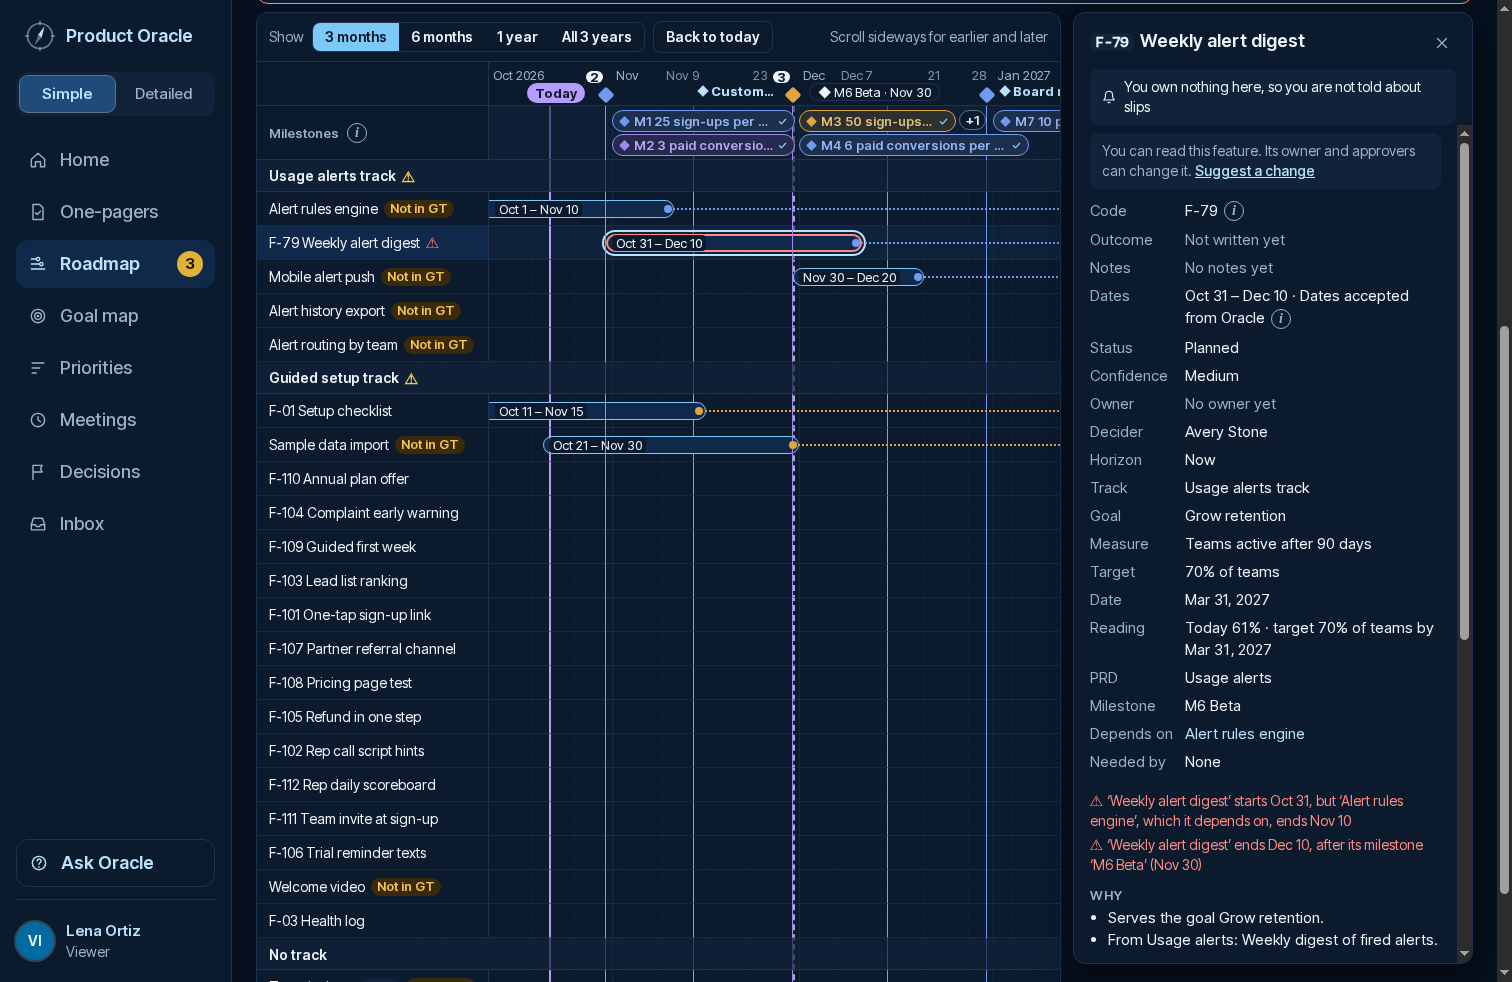 Product Oracle
Simple
Detailed
Home
One-pagers
Roadmap
3
Goal map
Priorities
Meetings
Decisions
Inbox
Ask Oracle
VI
Lena Ortiz
Viewer
Show
3 months
6 months
1 year
All 3 years
Back to today
Scroll sideways for earlier and later
Oct 2026
2
Nov
Nov 9
23
3
Dec
Dec 7
21
28
Jan 2027
Today
Custom...
M6 Beta · Nov 30
Board
Milestones
M1 25 sign-ups per ...
M3 50 sign-ups...
+1
M7 10
M2 3 paid conversio...
M4 6 paid conversions per ...
Usage alerts track
Alert rules engine
Not in GT
Oct 1 – Nov 10
F-79 Weekly alert digest
Oct 31 – Dec 10
Mobile alert push
Not in GT
Nov 30 – Dec 20
Alert history export
Not in GT
Alert routing by team
Not in GT
Guided setup track
F-01 Setup checklist
Oct 11 – Nov 15
Sample data import
Not in GT
Oct 21 – Nov 30
F-110 Annual plan offer
F-104 Complaint early warning
F-109 Guided first week
F-103 Lead list ranking
F-101 One-tap sign-up link
F-107 Partner referral channel
F-108 Pricing page test
F-105 Refund in one step
F-102 Rep call script hints
F-112 Rep daily scoreboard
F-111 Team invite at sign-up
F-106 Trial reminder texts
Welcome video
Not in GT
F-03 Health log
No track
F-79
Weekly alert digest
You own nothing here, so you are not told about
slips
You can read this feature. Its owner and approvers
can change it. Suggest a change
Code
F-79
Outcome
Not written yet
Notes
No notes yet
Dates
Oct 31 – Dec 10 · Dates accepted
from Oracle
Status
Planned
Confidence
Medium
Owner
No owner yet
Decider
Avery Stone
Horizon
Now
Track
Usage alerts track
Goal
Grow retention
Measure
Teams active after 90 days
Target
70% of teams
Date
Mar 31, 2027
Reading
Today 61% · target 70% of teams by
Mar 31, 2027
PRD
Usage alerts
Milestone
M6 Beta
Depends on
Alert rules engine
Needed by
None
⚠ ‘Weekly alert digest’ starts Oct 31, but ‘Alert rules
engine’, which it depends on, ends Nov 10
⚠ ‘Weekly alert digest’ ends Dec 10, after its milestone
‘M6 Beta’ (Nov 30)
WHY
• Serves the goal Grow retention.
• From Usage alerts: Weekly digest of fired alerts.